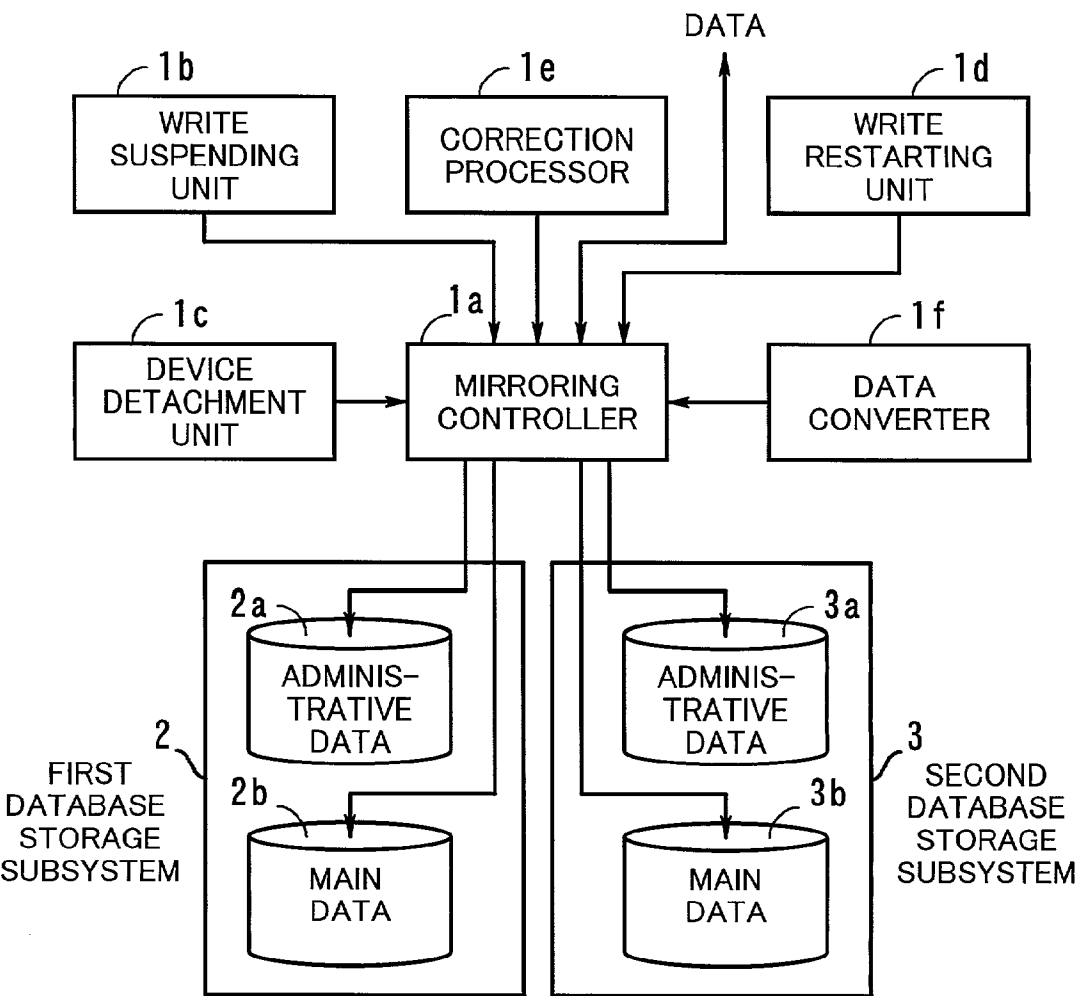 DATA
1b
1e
1d
WRITE
SUSPENDING
UNIT
CORRECTION
PROCESSOR
WRITE
RESTARTING
UNIT
1c
1a
1f
DEVICE
DETACHMENT
UNIT
MIRRORING
CONTROLLER
DATA
CONVERTER
2a
ADMINIS-
TRATIVE
DATA
3a
ADMINIS-
TRATIVE
DATA
2
FIRST
DATABASE
STORAGE
SUBSYSTEM
2b
MAIN
DATA
3b
MAIN
DATA
3
SECOND
DATABASE
STORAGE
SUBSYSTEM